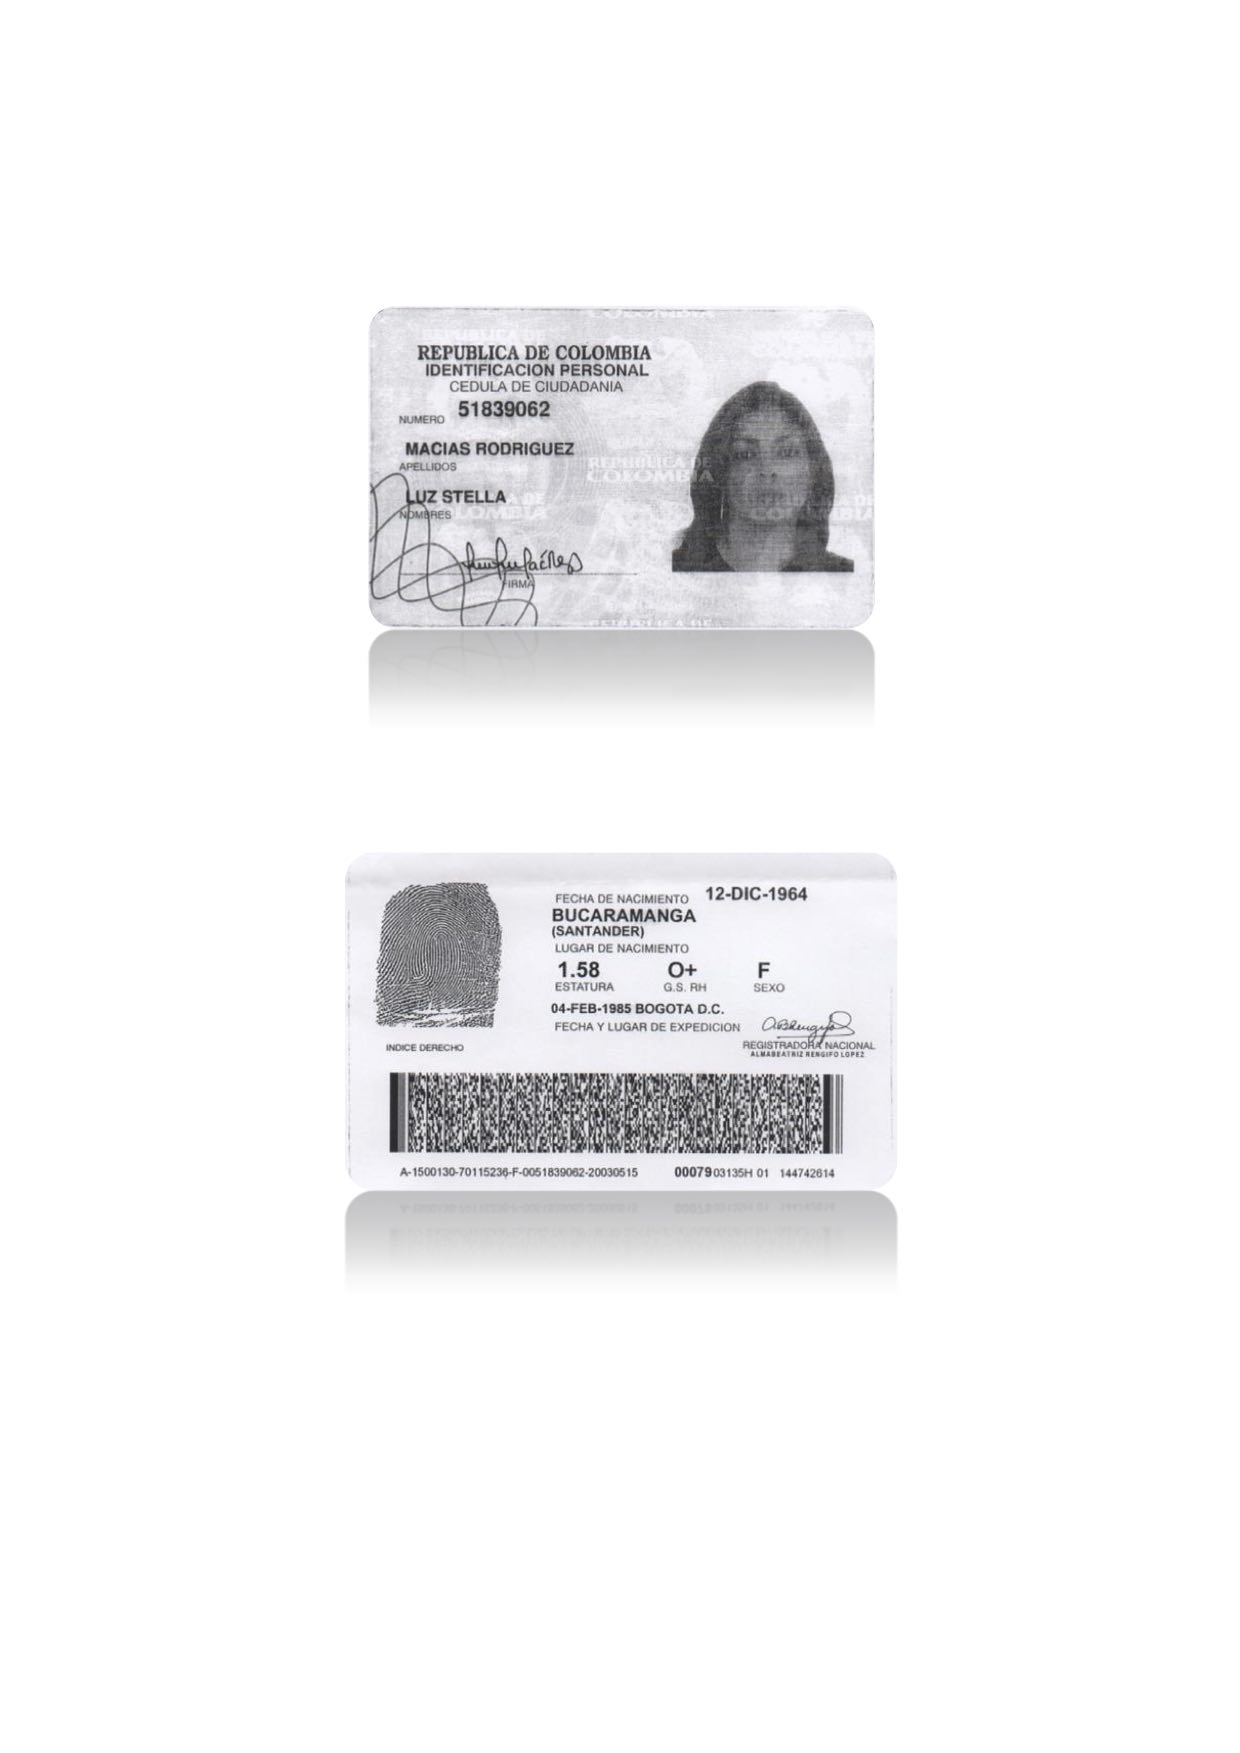 REPUBLICA DE COLOMBIA
IDENTIFICACION PERSONAL
CEDULA DE CIUDADANIA
NUMERO 51839062
MACIAS RODRIGUEZ
APELLIDOS
LUZ STELLA
NOMBRES
FIRMA
REPUBLICA DE
COLOMBIA
FECHA DE NACIMIENTO 12-DIC-1964
BUCARAMANGA
(SANTANDER)
LUGAR DE NACIMIENTO
1.58 O+ F
ESTATURA G.S. RH SEXO
04-FEB-1985 BOGOTA D.C.
FECHA Y LUGAR DE EXPEDICION
REGISTRADORA NACIONAL
ALMABEATRIZ RENGIFO LOPEZ
INDICE DERECHO
A-1500130-70115236-F-0051839062-20030515 00079 03135H 01 144742614